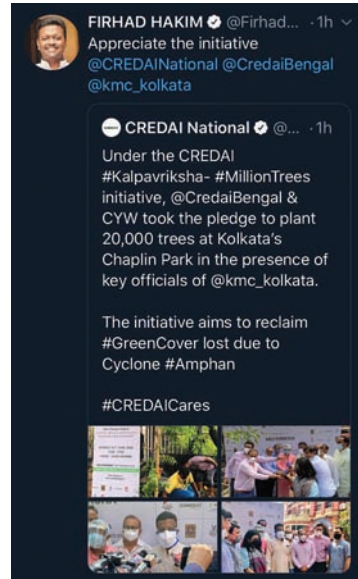 FIRHAD HAKIM @Firhad... · 1h
Appreciate the initiative
@CREDAINational @CredaiBengal
@kmc_kolkata
CREDAI National @... · 1h
Under the CREDAI
#Kalpavriksha- #MillionTrees
initiative, @CredaiBengal &
CYW took the pledge to plant
20,000 trees at Kolkata's
Chaplin Park in the presence of
key officials of @kmc_kolkata.
The initiative aims to reclaim
#GreenCover lost due to
Cyclone #Amphan
#CREDAICares